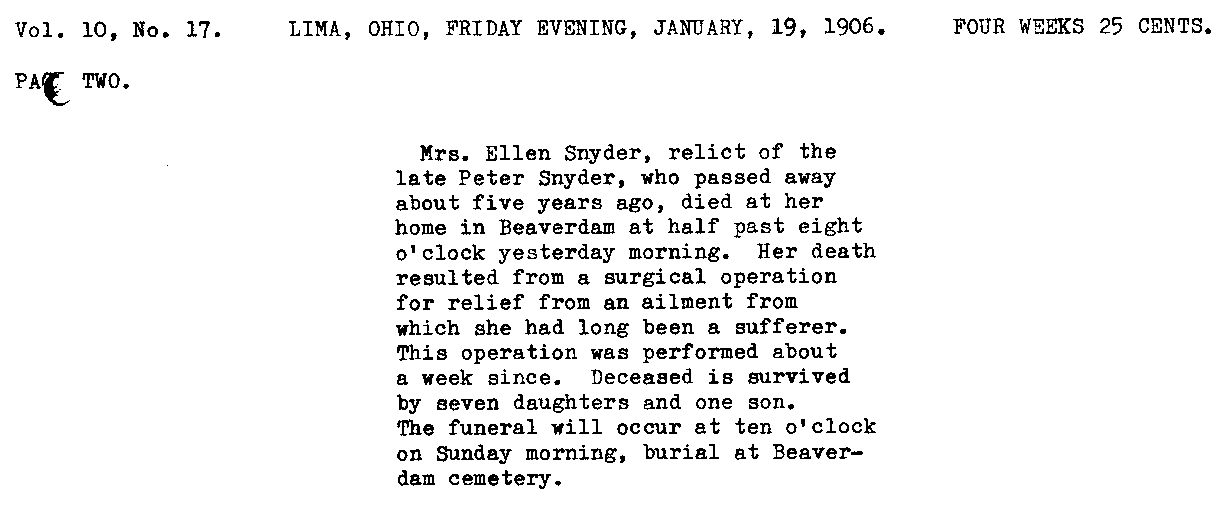 Vol. 10, No. 17. LIMA, OHIO, FRIDAY EVENING, JANUARY, 19, 1906. FOUR WEEKS 25 CENTS.
PAGE TWO.
Mrs. Ellen Snyder, relict of the
late Peter Snyder, who passed away
about five years ago, died at her
home in Beaverdam at half past eight
o'clock yesterday morning. Her death
resulted from a surgical operation
for relief from an ailment from
which she had long been a sufferer.
This operation was performed about
a week since. Deceased is survived
by seven daughters and one son.
The funeral will occur at ten o'clock
on Sunday morning, burial at Beaver-
dam cemetery.